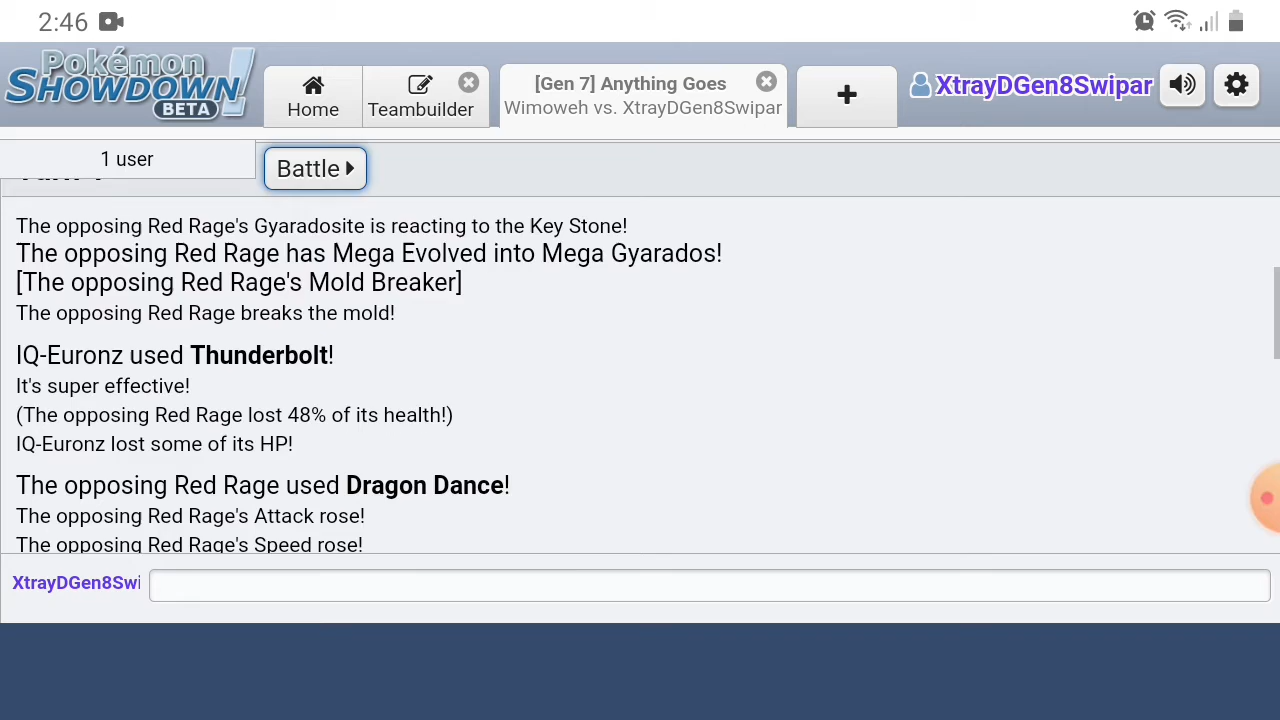 2:46
Pokémon
SHOWDOWN!
BETA
Home
Teambuilder
[Gen 7] Anything Goes
Wimoweh vs. XtrayDGen8Swipar
+
XtrayDGen8Swipar
1 user
Battle
The opposing Red Rage's Gyaradosite is reacting to the Key Stone!
The opposing Red Rage has Mega Evolved into Mega Gyarados!
[The opposing Red Rage's Mold Breaker]
The opposing Red Rage breaks the mold!
IQ-Euronz used Thunderbolt!
It's super effective!
(The opposing Red Rage lost 48% of its health!)
IQ-Euronz lost some of its HP!
The opposing Red Rage used Dragon Dance!
The opposing Red Rage's Attack rose!
The opposing Red Rage's Speed rose!
XtrayDGen8Swi